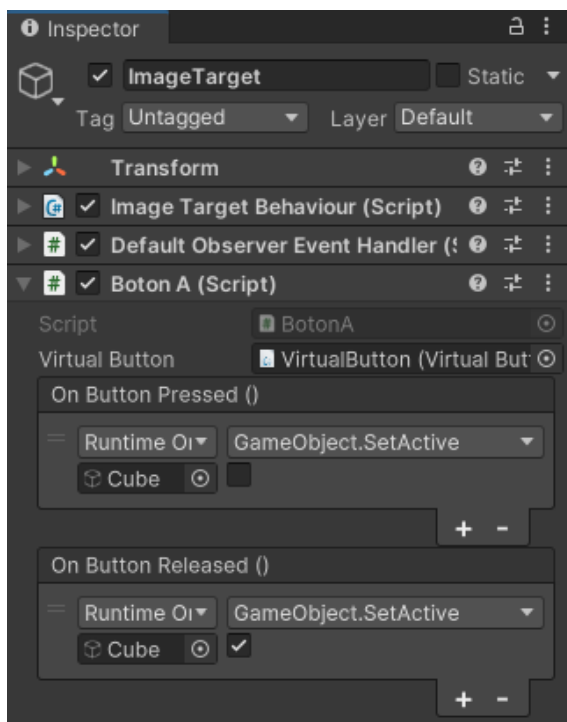 Inspector
ImageTarget Static
Tag Untagged Layer Default
Transform
Image Target Behaviour (Script)
Default Observer Event Handler (S
# Boton A (Script)
Script # BotonA
Virtual Button VirtualButton (Virtual But
On Button Pressed ()
Runtime On GameObject.SetActive
Cube
+ -
On Button Released ()
Runtime On GameObject.SetActive
Cube
+ -